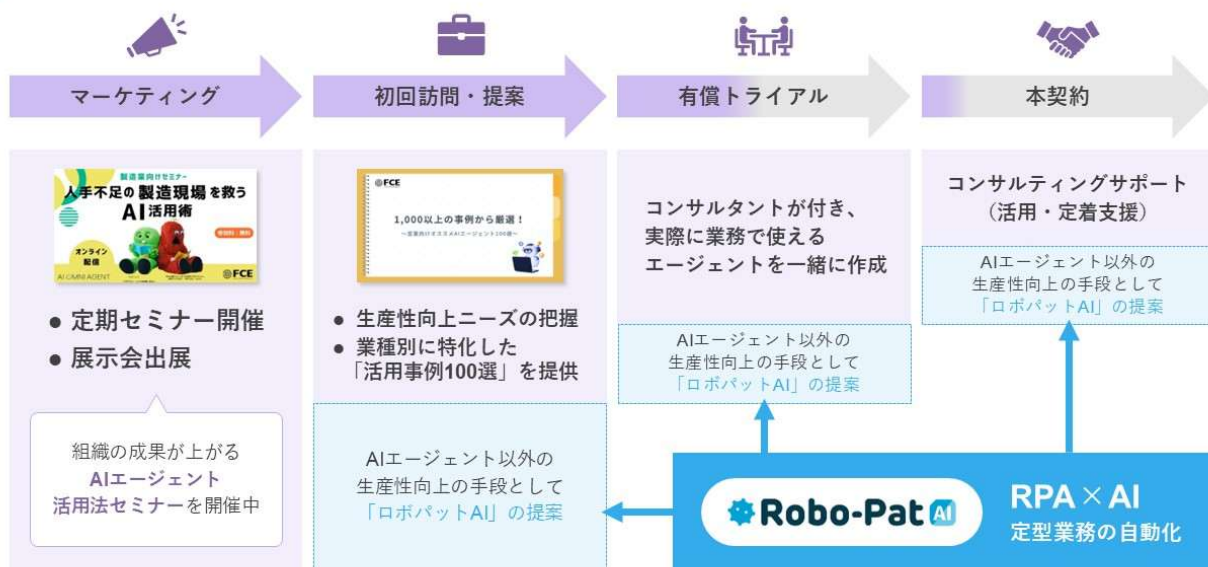 マーケティング
初回訪問・提案
有償トライアル
本契約
製造業向けセミナー
人手不足の製造現場を救う
AI活用術
オンライン
配信
参加料・無料
AI OMNI AGENT
FCE
● 定期セミナー開催
● 展示会出展
組織の成果が上がる
AIエージェント
活用法セミナーを開催中
FCE
1,000以上の事例から厳選！
● 生産性向上ニーズの把握
● 業種別に特化した
「活用事例100選」を提供
AIエージェント以外の
生産性向上の手段として
「ロボパットAI」の提案
コンサルタントが付き、
実際に業務で使える
エージェントを一緒に作成
AIエージェント以外の
生産性向上の手段として
「ロボパットAI」の提案
コンサルティングサポート
（活用・定着支援）
AIエージェント以外の
生産性向上の手段として
「ロボパットAI」の提案
Robo-Pat AI
RPA×AI
定型業務の自動化